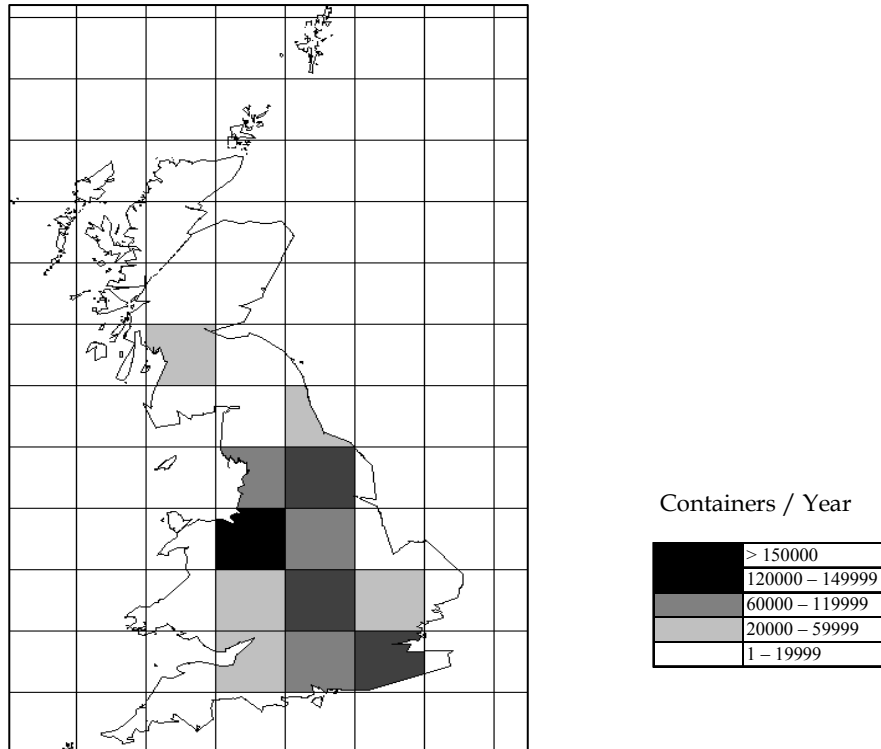 Containers / Year
> 150000
120000 – 149999
60000 – 119999
20000 – 59999
1 – 19999